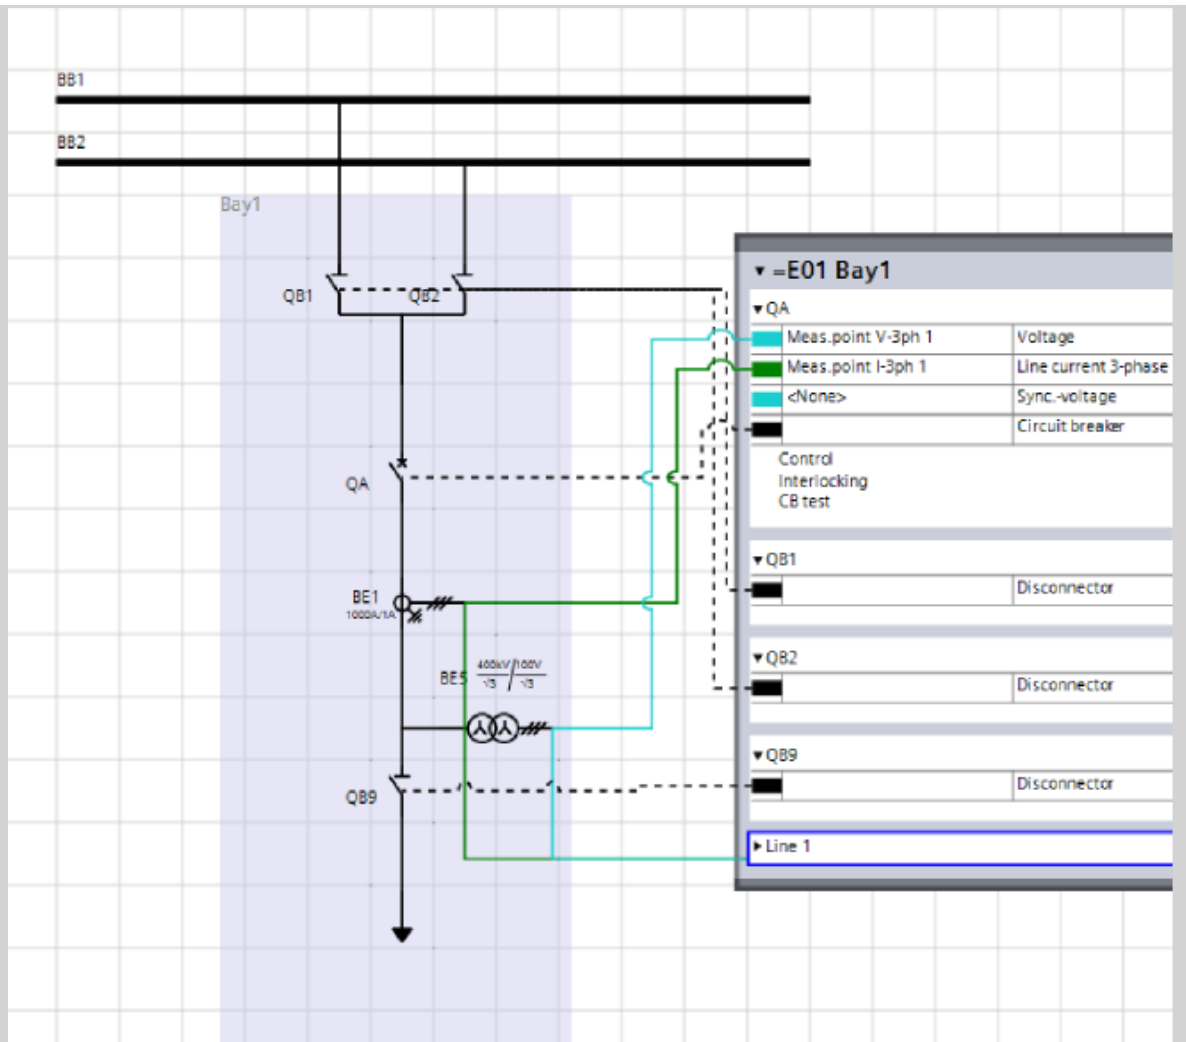 BB1
BB2
Bay1
QB1
QB2
QA
BE1
1000A/1A
BE5
400kV/100V
√3 √3
QB9
▼ =E01 Bay1
▼QA
Meas.point V-3ph 1 Voltage
Meas.point I-3ph 1 Line current 3-phase
<None> Sync.-voltage
Circuit breaker
Control
Interlocking
CB test
▼QB1
Disconnector
▼QB2
Disconnector
▼QB9
Disconnector
▶Line 1